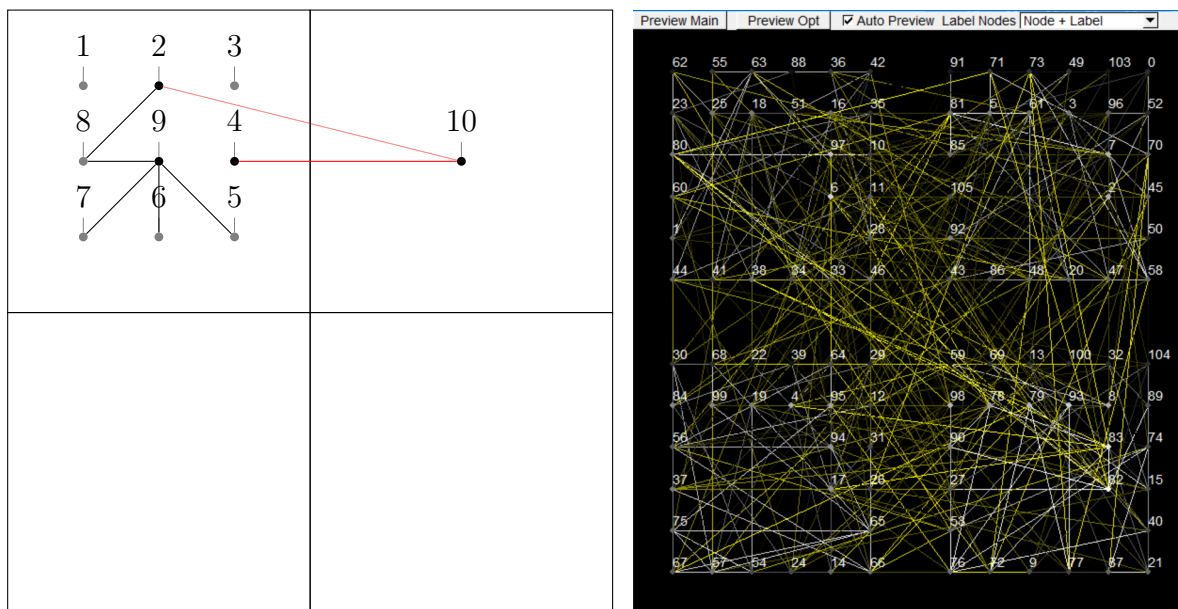 1 2 3
8 9 4 10
7 6 5
Preview Main Preview Opt Auto Preview Label Nodes Node + Label
62 55 63 88 36 42 91 71 73 49 103 0
23 25 18 51 16 35 81 5 61 3 96 52
80 97 10 85 7 70
60 6 11 105 2 45
1 28 92 50
44 41 38 34 33 46 43 86 48 20 47 58
30 68 22 39 64 29 59 69 13 100 32 104
84 99 19 4 95 12 98 78 79 93 8 89
56 94 31 90 83 74
37 17 26 27 82 15
75 65 53 40
67 57 54 24 14 66 76 72 9 77 87 21